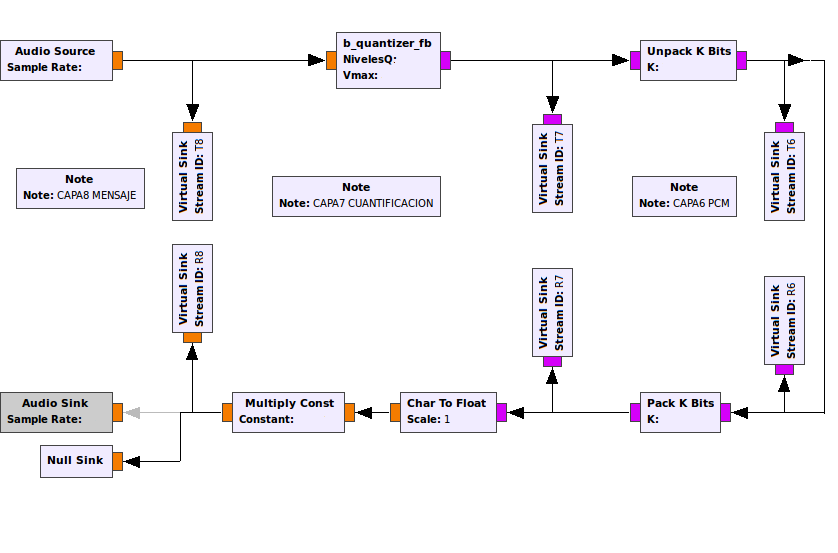 Audio Source
Sample Rate:
b_quantizer_fb
NivelesQ:
Vmax:
Unpack K Bits
K:
Virtual Sink
Stream ID: T8
Virtual Sink
Stream ID: T7
Virtual Sink
Stream ID: T6
Note
Note: CAPA8 MENSAJE
Note
Note: CAPA7 CUANTIFICACION
Note
Note: CAPA6 PCM
Virtual Sink
Stream ID: R8
Virtual Sink
Stream ID: R7
Virtual Sink
Stream ID: R6
Audio Sink
Sample Rate:
Multiply Const
Constant:
Char To Float
Scale: 1
Pack K Bits
K:
Null Sink